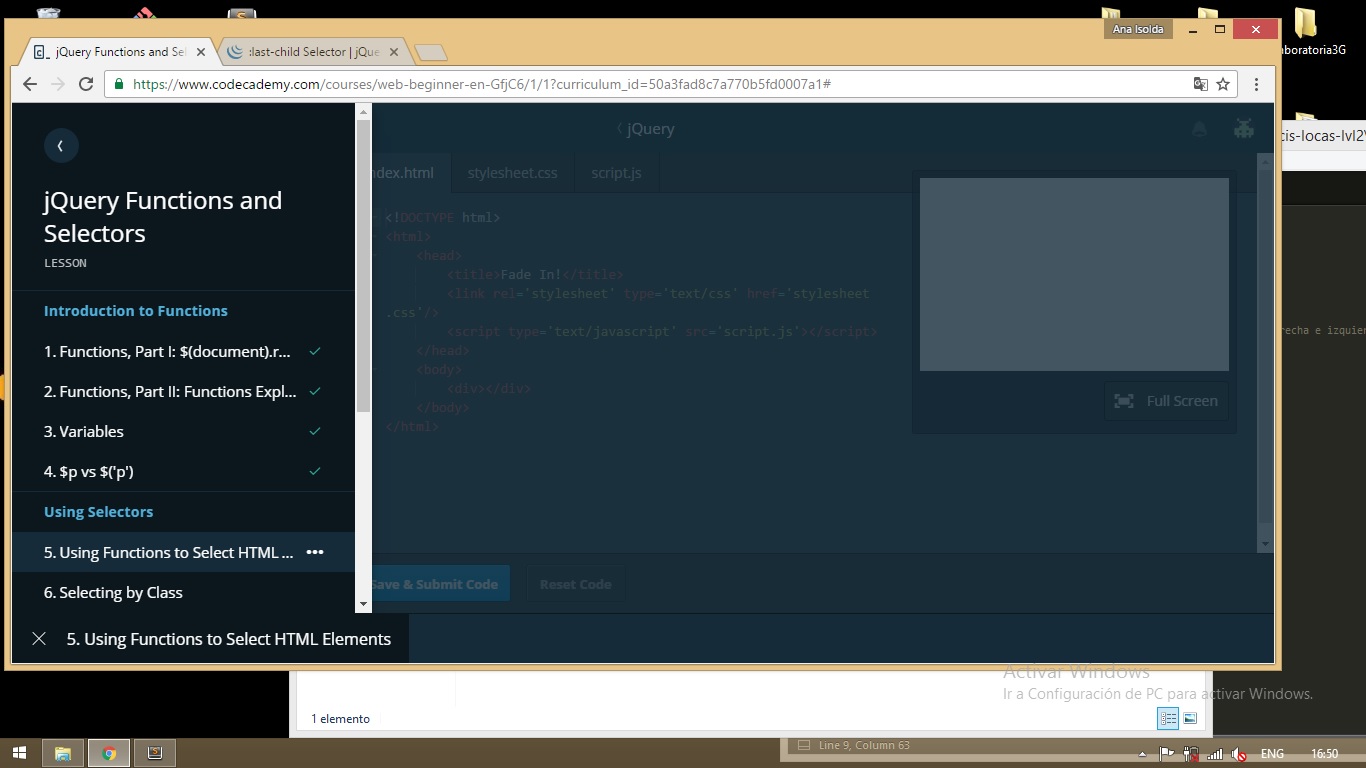 Ana Isolda
jQuery Functions and Se
:last-child Selector | jQue
https://www.codecademy.com/courses/web-beginner-en-GfjC6/1/1?curriculum_id=50a3fad8c7a770b5fd0007a1#
aboratoria3G
cis-locas-lvl2\
jQuery Functions and
Selectors
LESSON
Introduction to Functions
1. Functions, Part I: $(document).r...
2. Functions, Part II: Functions Expl...
3. Variables
4. $p vs $('p')
Using Selectors
5. Using Functions to Select HTML ...
6. Selecting by Class
5. Using Functions to Select HTML Elements
jQuery
ndex.html
stylesheet.css
script.js
<!DOCTYPE html>
<html>
<head>
<title>Fade In!</title>
<link rel='stylesheet' type='text/css' href='stylesheet
.css'/>
<script type='text/javascript' src='script.js'></script>
</head>
<body>
<div></div>
</body>
</html>
Full Screen
Save & Submit Code
Reset Code
recha e izquier
Activar Windows
Ir a Configuración de PC para activar Windows.
1 elemento
Line 9, Column 63
ENG
16:50